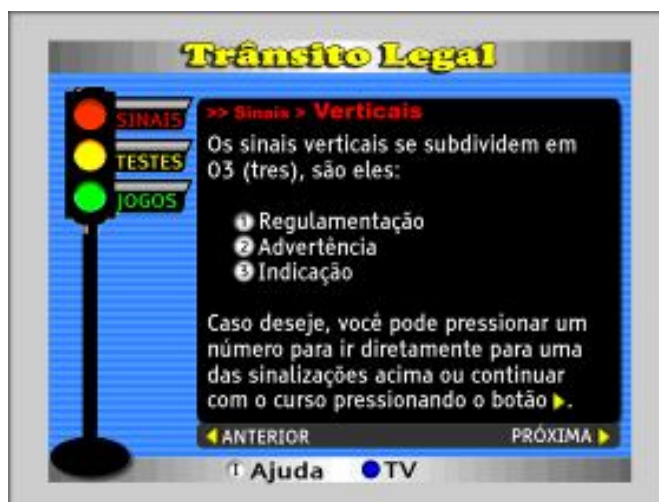 Trânsito Legal
SINAIS
TESTES
JOGOS
>> Sinais > Verticais
Os sinais verticais se subdividem em
03 (tres), são eles:
1 Regulamentação
2 Advertência
3 Indicação
Caso deseje, você pode pressionar um
número para ir diretamente para uma
das sinalizações acima ou continuar
com o curso pressionando o botão ▶.
◀ ANTERIOR
PRÓXIMA ▶
i Ajuda
TV